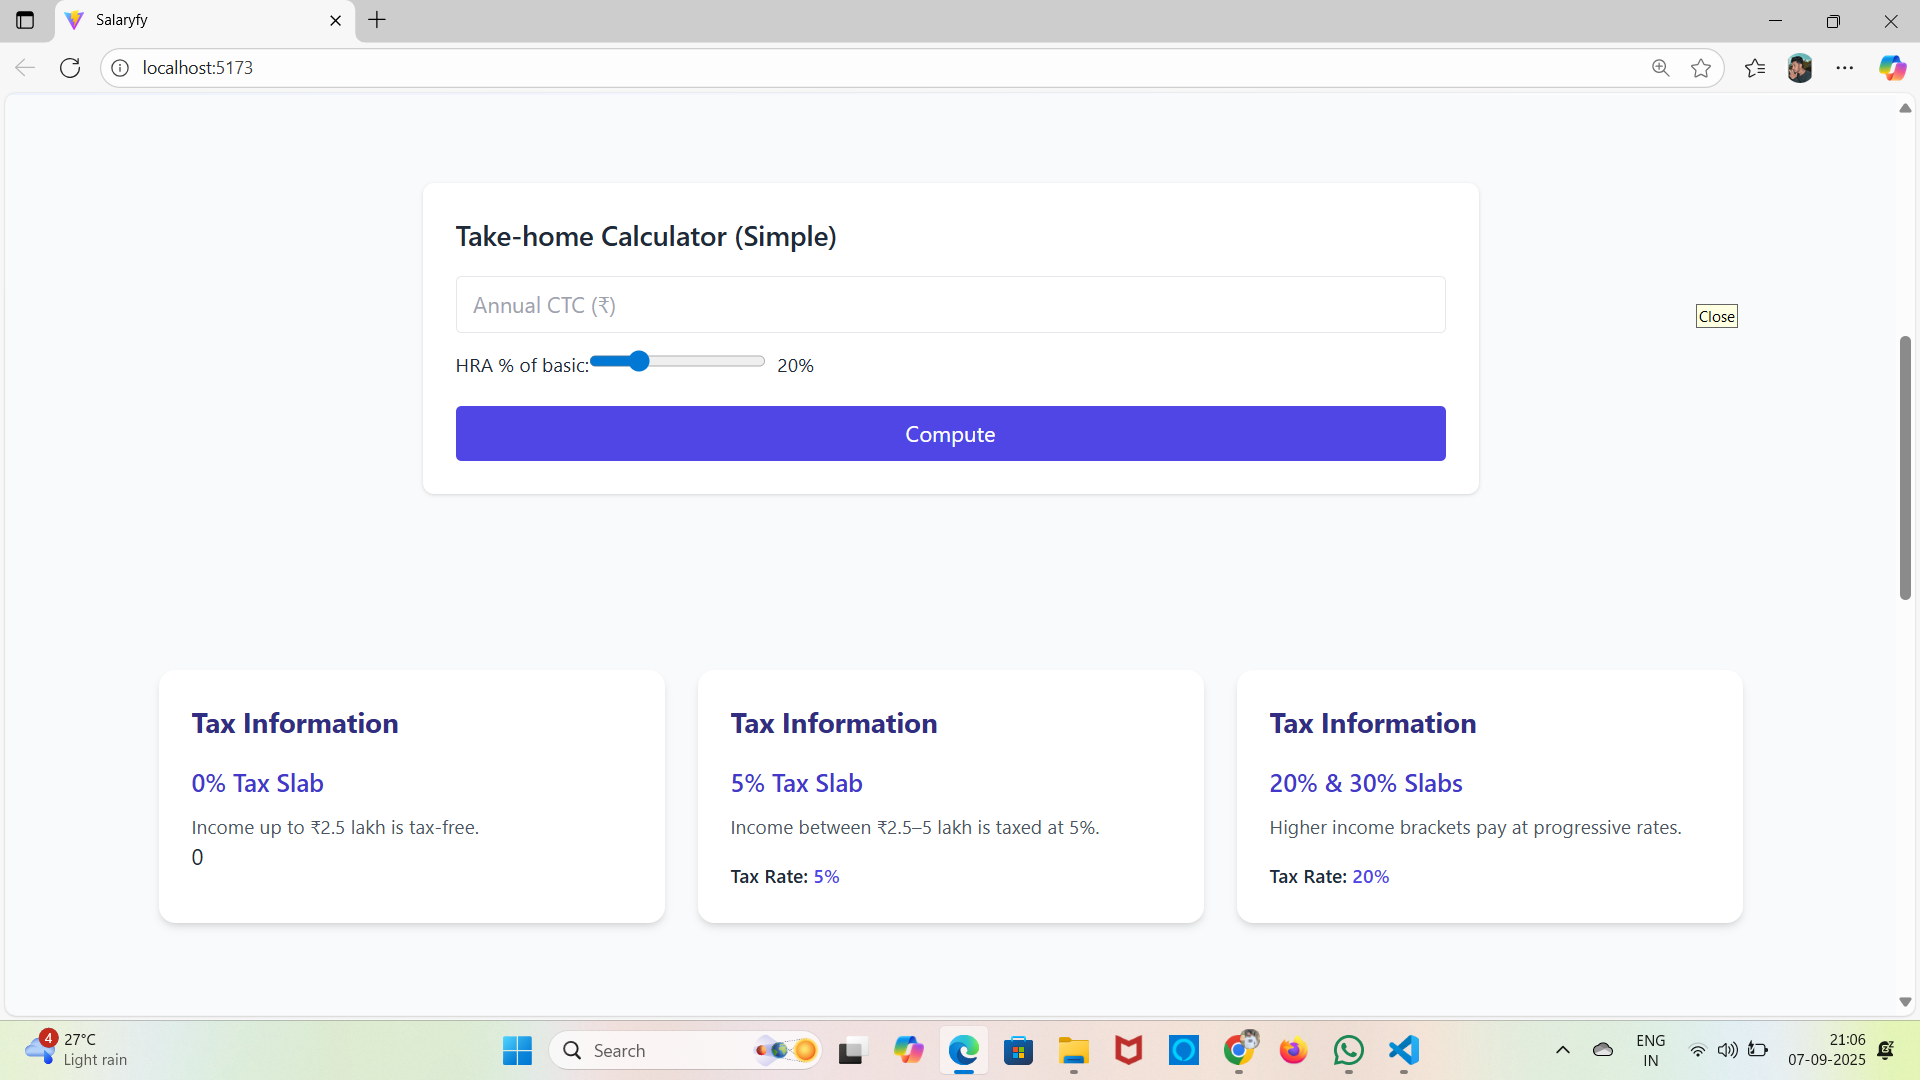 Salaryfy
localhost:5173
Take-home Calculator (Simple)
Annual CTC (₹)
Close
HRA % of basic: 20%
Compute
Tax Information
0% Tax Slab
Income up to ₹2.5 lakh is tax-free.
0
Tax Information
5% Tax Slab
Income between ₹2.5–5 lakh is taxed at 5%.
Tax Rate: 5%
Tax Information
20% & 30% Slabs
Higher income brackets pay at progressive rates.
Tax Rate: 20%
4
27°C
Light rain
Search
ENG
IN
21:06
07-09-2025